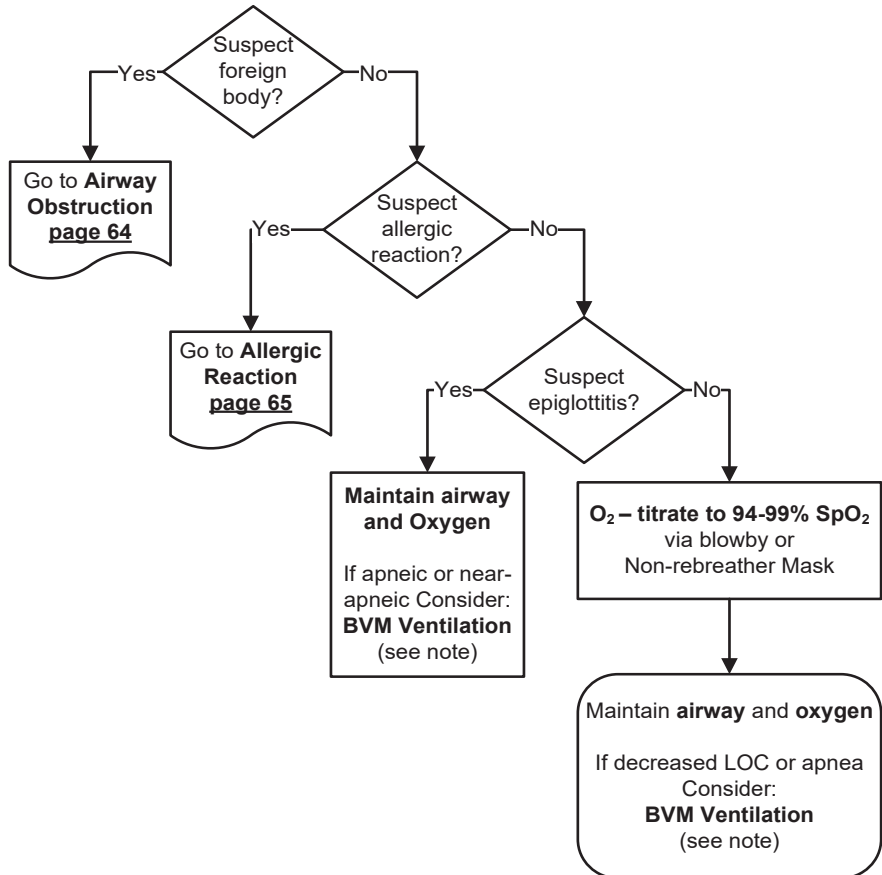 Suspect
foreign
body?
Yes
No
Go to Airway
Obstruction
page 64
Suspect
allergic
reaction?
Yes
No
Go to Allergic
Reaction
page 65
Suspect
epiglottitis?
Yes
No
Maintain airway
and Oxygen
If apneic or near-
apneic Consider:
BVM Ventilation
(see note)
O₂ – titrate to 94-99% SpO₂
via blowby or
Non-rebreather Mask
Maintain airway and oxygen
If decreased LOC or apnea
Consider:
BVM Ventilation
(see note)